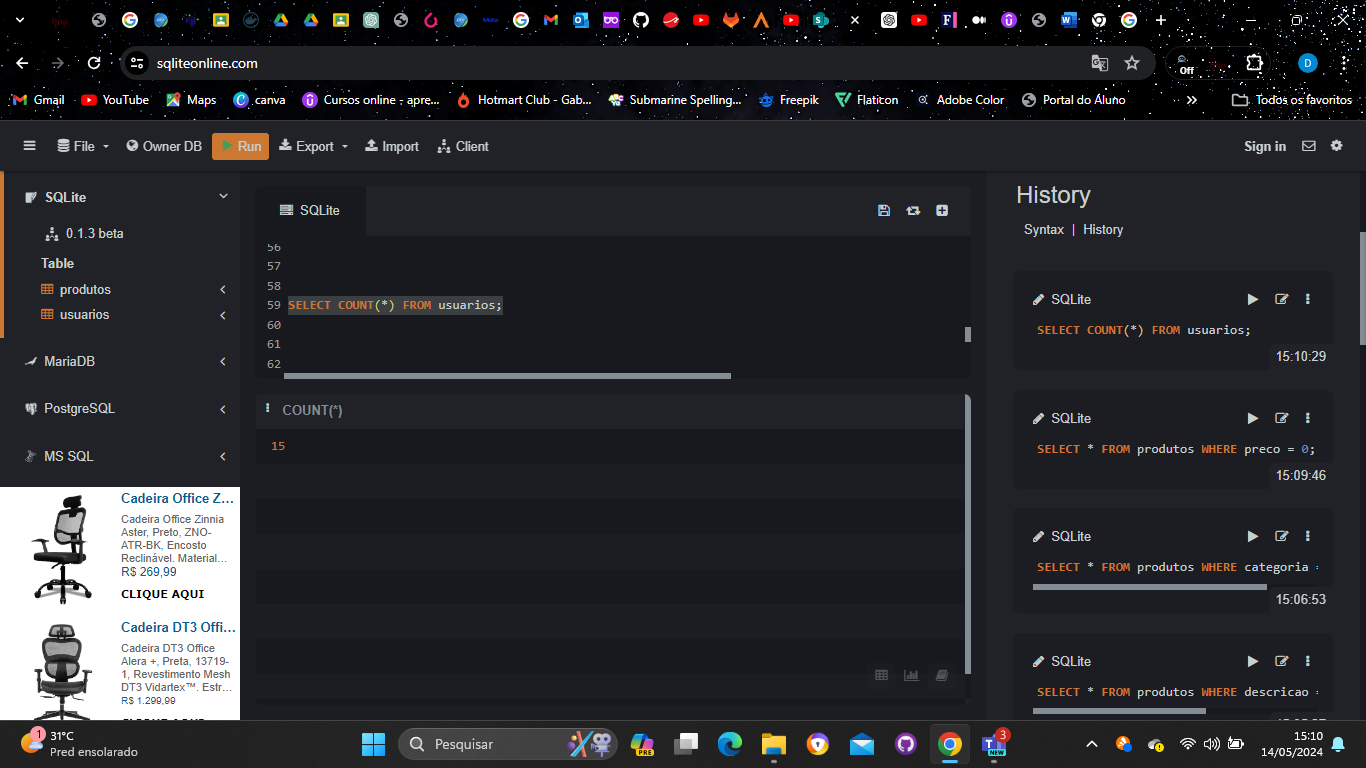 sqliteonline.com
Off
D
Gmail
YouTube
Maps
canva
Cursos online - apre...
Hotmart Club - Gab...
Submarine Spelling...
Freepik
Flaticon
Adobe Color
Portal do Aluno
»
Todos os favoritos
File
Owner DB
Run
Export
Import
Client
Sign in
SQLite
0.1.3 beta
Table
produtos
usuarios
MariaDB
PostgreSQL
MS SQL
Cadeira Office Z...
Cadeira Office Zinnia
Aster, Preto, ZNO-
ATR-BK, Encosto
Reclinável. Material...
R$ 269,99
CLIQUE AQUI
Cadeira DT3 Offi...
Cadeira DT3 Office
Alera +, Preta, 13719-
1, Revestimento Mesh
DT3 Vidartex™. Estr...
R$ 1.299,99
SQLite
56
57
58
59 SELECT COUNT(*) FROM usuarios;
60
61
62
COUNT(*)
15
History
Syntax | History
SQLite
SELECT COUNT(*) FROM usuarios;
15:10:29
SQLite
SELECT * FROM produtos WHERE preco = 0;
15:09:46
SQLite
SELECT * FROM produtos WHERE categoria =
15:06:53
SQLite
SELECT * FROM produtos WHERE descricao =
1
31°C
Pred ensolarado
Pesquisar
PRE
3
NEW
15:10
14/05/2024